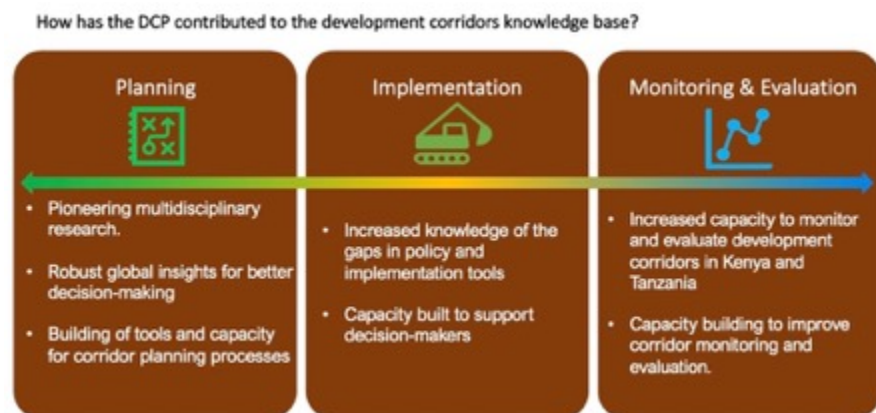 How has the DCP contributed to the development corridors knowledge base?
Planning
• Pioneering multidisciplinary
research.
• Robust global insights for better
decision-making
• Building of tools and capacity
for corridor planning processes
Implementation
• Increased knowledge of the
gaps in policy and
implementation tools
• Capacity built to support
decision-makers
Monitoring & Evaluation
• Increased capacity to monitor
and evaluate development
corridors in Kenya and
Tanzania
• Capacity building to improve
corridor monitoring and
evaluation.